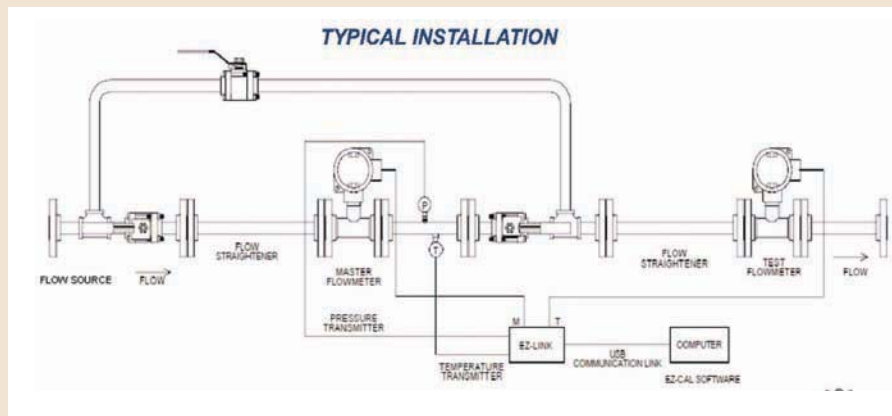 TYPICAL INSTALLATION
P
FLOW
STRAIGHTENER
FLOW
STRAIGHTENER
T
MASTER
FLOWMETER
TEST
FLOWMETER
FLOW SOURCE
FLOW
FLOW
PRESSURE
TRANSMITTER
M
T
EZ-LINK
COMPUTER
USB
COMMUNICATION LINK
TEMPERATURE
TRANSMITTER
EZ-CAL SOFTWARE